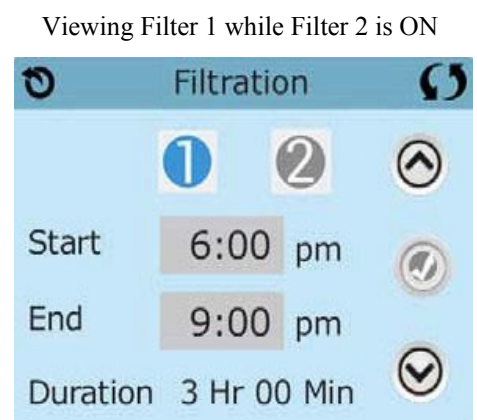 Viewing Filter 1 while Filter 2 is ON
Filtration
1 2
Start 6:00 pm
End 9:00 pm
Duration 3 Hr 00 Min